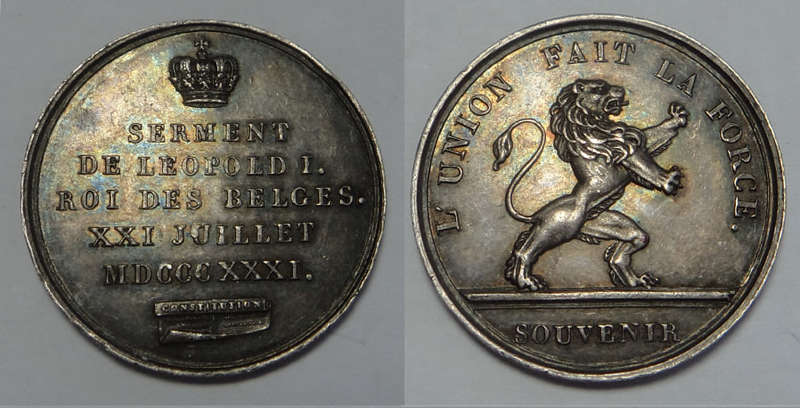 SERMENT
DE LEOPOLD I.
ROI DES BELGES.
XXI JUILLET
MDCCCXXXI.
CONSTITUTION
L'UNION FAIT LA FORCE.
SOUVENIR